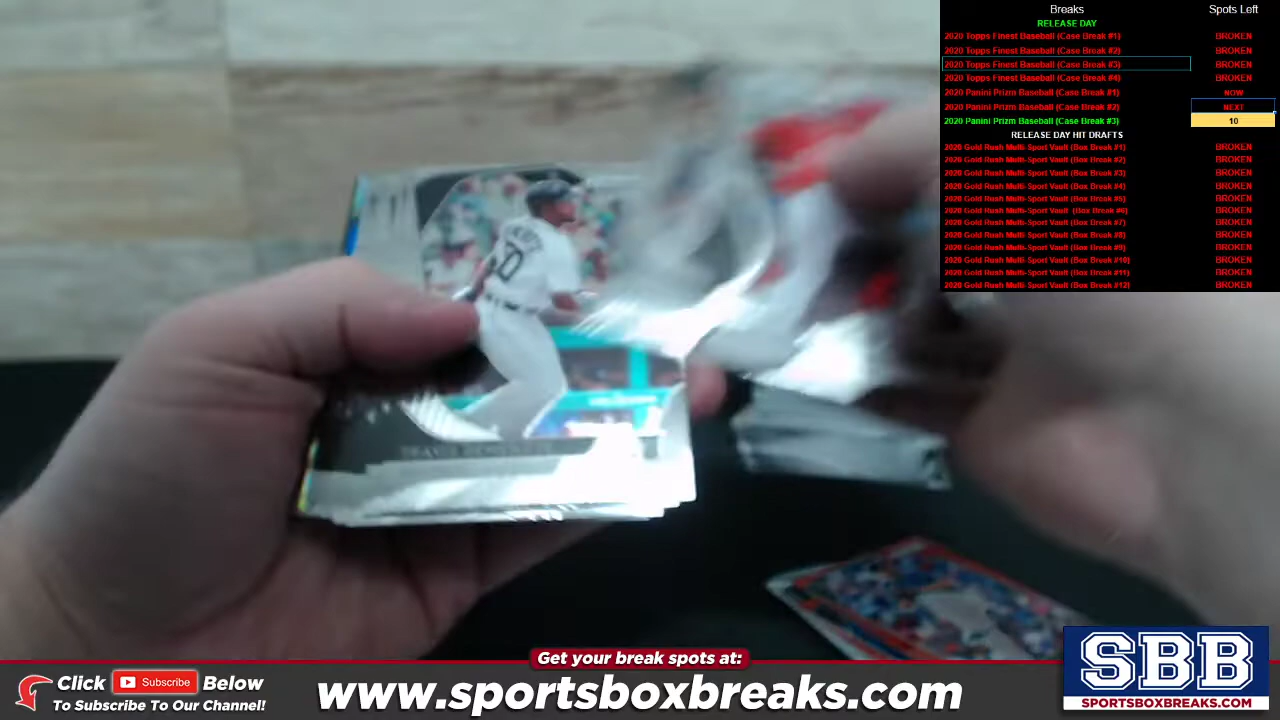 Breaks Spots Left
RELEASE DAY
2020 Topps Finest Baseball (Case Break #1) BROKEN
2020 Topps Finest Baseball (Case Break #2) BROKEN
2020 Topps Finest Baseball (Case Break #3) BROKEN
2020 Topps Finest Baseball (Case Break #4) BROKEN
2020 Panini Prizm Baseball (Case Break #1) NOW
2020 Panini Prizm Baseball (Case Break #2) NEXT
2020 Panini Prizm Baseball (Case Break #3) 10
RELEASE DAY HIT DRAFTS
2020 Gold Rush Multi-Sport Vault (Box Break #1) BROKEN
2020 Gold Rush Multi-Sport Vault (Box Break #2) BROKEN
2020 Gold Rush Multi-Sport Vault (Box Break #3) BROKEN
2020 Gold Rush Multi-Sport Vault (Box Break #4) BROKEN
2020 Gold Rush Multi-Sport Vault (Box Break #5) BROKEN
2020 Gold Rush Multi-Sport Vault (Box Break #6) BROKEN
2020 Gold Rush Multi-Sport Vault (Box Break #7) BROKEN
2020 Gold Rush Multi-Sport Vault (Box Break #8) BROKEN
2020 Gold Rush Multi-Sport Vault (Box Break #9) BROKEN
2020 Gold Rush Multi-Sport Vault (Box Break #10) BROKEN
2020 Gold Rush Multi-Sport Vault (Box Break #11) BROKEN
2020 Gold Rush Multi-Sport Vault (Box Break #12) BROKEN
Get your break spots at:
Click Subscribe Below
To Subscribe To Our Channel!
www.sportsboxbreaks.com
SBB
SPORTSBOXBREAKS.COM